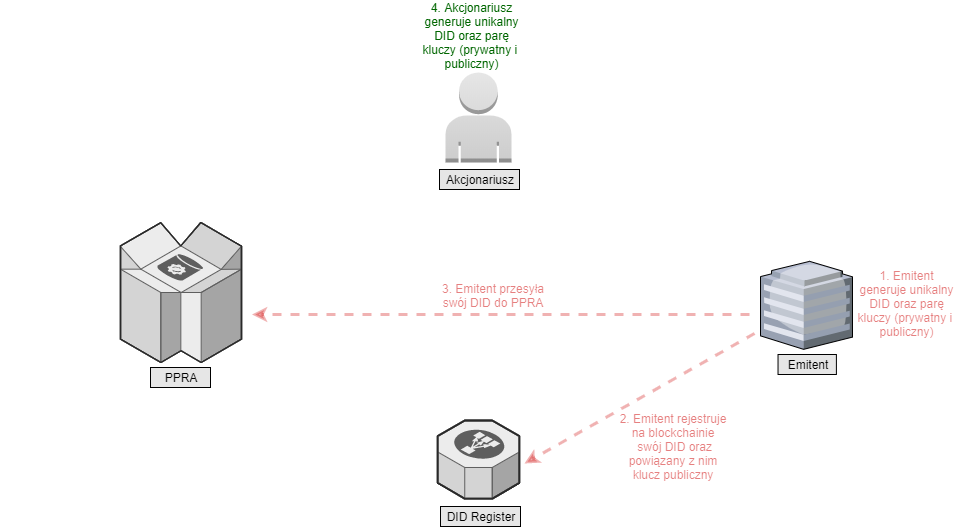 4. Akcjonariusz
generuje unikalny
DID oraz parę
kluczy (prywatny i
publiczny)
Akcjonariusz
1. Emitent
generuje unikalny
DID oraz parę
kluczy (prywatny i
publiczny)
3. Emitent przesyła
swój DID do PPRA
Emitent
PPRA
2. Emitent rejestruje
na blockchainie
swój DID oraz
powiązany z nim
klucz publiczny
DID Register